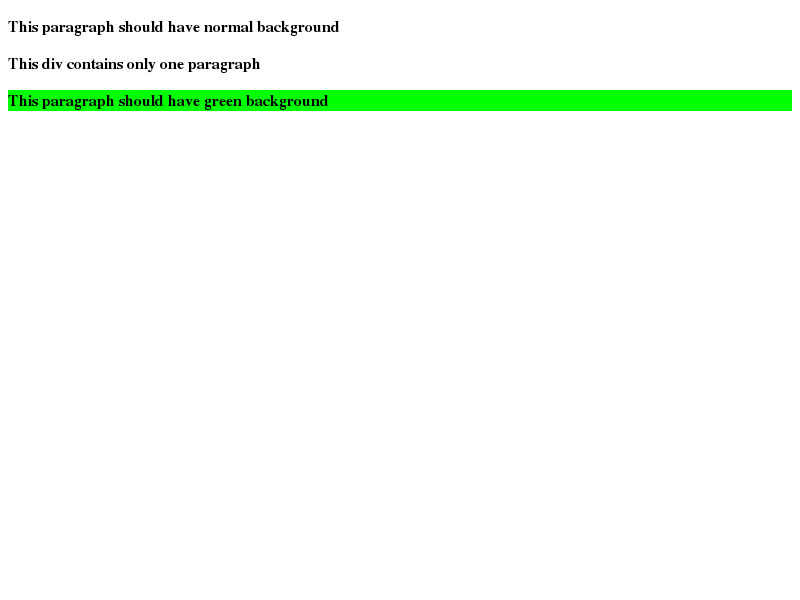 This paragraph should have normal background
This div contains only one paragraph
This paragraph should have green background